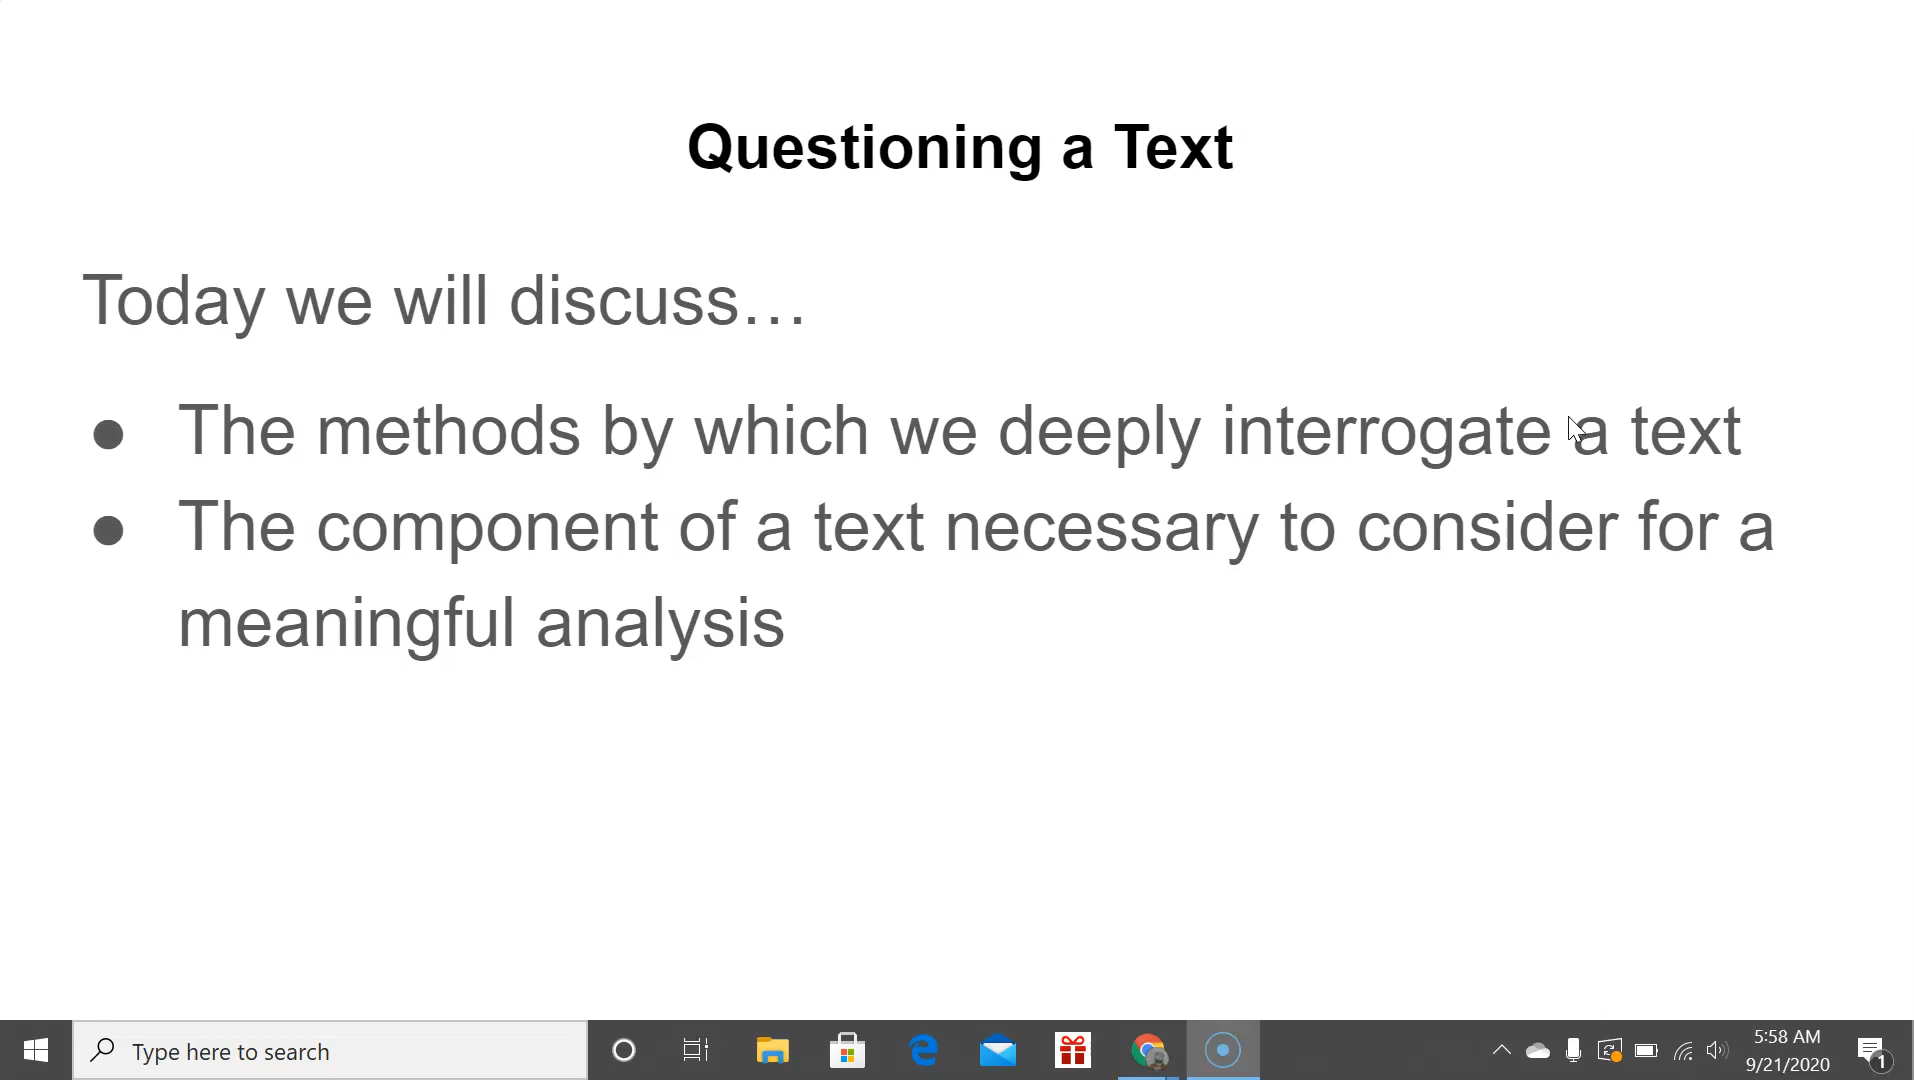 Questioning a Text
Today we will discuss…
● The methods by which we deeply interrogate a text
● The component of a text necessary to consider for a
meaningful analysis
Type here to search
5:58 AM
9/21/2020
1